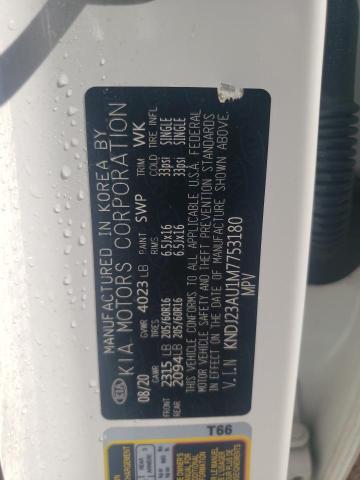 MANUFACTURED IN KOREA BY
KIA KIA MOTORS CORPORATION
08/20 GVWR 4023 LB PAINT SWP TRIM WK
GAWR TIRES RIMS COLD TIRE INFL
FRONT 2315 LB 205/60R16 6.5Jx16 33psi SINGLE
REAR 2094 LB 205/60R16 6.5Jx16 33psi SINGLE
THIS VEHICLE CONFORMS TO ALL APPLICABLE U.S.A. FEDERAL
MOTOR VEHICLE SAFETY AND THEFT PREVENTION STANDARDS
IN EFFECT ON THE DATE OF MANUFACTURE SHOWN ABOVE.
V.I.N KNDJ23AU1M7753180
MPV
T66